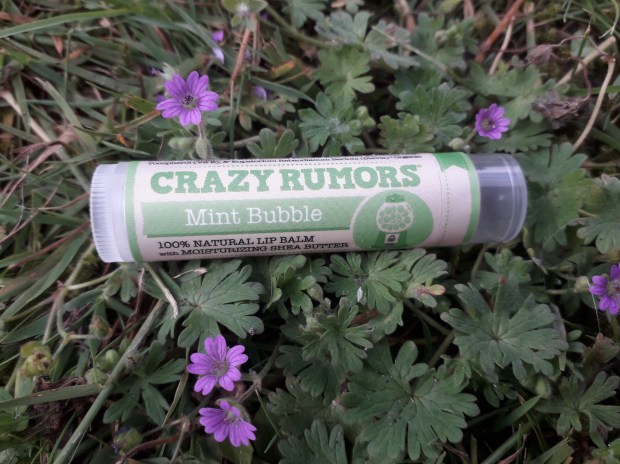 CRAZY RUMORS
Mint Bubble
100% NATURAL LIP BALM
WITH MOISTURIZING SHEA BUTTER